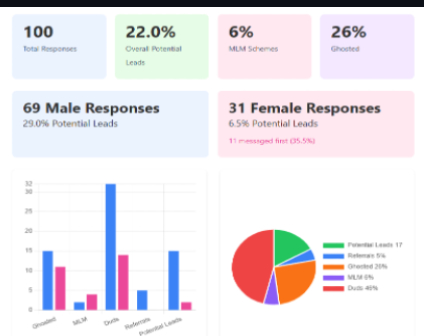 100
22.0%
6%
26%
Total Responses
Overall Potential
Leads
MLM Schemes
Ghosted
69 Male Responses
29.0% Potential Leads
31 Female Responses
6.5% Potential Leads
11 messaged first (35.5%)
32
30
25
20
15
10
5
0
Ghosted
MLM
Duds
Referrals
Potential Leads
Potential Leads 17
Referrals 5%
Ghosted 26%
MLM 6%
Duds 46%